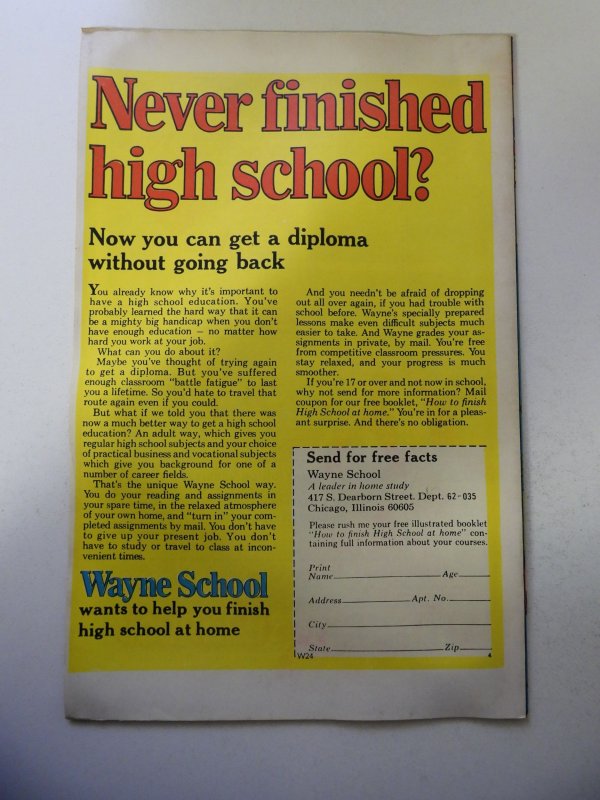 Never finished
high school?
Now you can get a diploma
without going back
You already know why it's important to
have a high school education. You've
probably learned the hard way that it can
be a mighty big handicap when you don't
have enough education – no matter how
hard you work at your job.
What can you do about it?
Maybe you've thought of trying again
to get a diploma. But you've suffered
enough classroom "battle fatigue" to last
you a lifetime. So you'd hate to travel that
route again even if you could.
But what if we told you that there was
now a much better way to get a high school
education? An adult way, which gives you
regular high school subjects and your choice
of practical business and vocational subjects
which give you background for one of a
number of career fields.
That's the unique Wayne School way.
You do your reading and assignments in
your spare time, in the relaxed atmosphere
of your own home, and "turn in" your com-
pleted assignments by mail. You don't have
to give up your present job. You don't
have to study or travel to class at incon-
venient times.
Wayne School
wants to help you finish
high school at home
And you needn't be afraid of dropping
out all over again, if you had trouble with
school before. Wayne's specially prepared
lessons make even difficult subjects much
easier to take. And Wayne grades your as-
signments in private, by mail. You're free
from competitive classroom pressures. You
stay relaxed, and your progress is much
smoother.
If you're 17 or over and not now in school,
why not send for more information? Mail
coupon for our free booklet, "How to finish
High School at home." You're in for a pleas-
ant surprise. And there's no obligation.
Send for free facts
Wayne School
A leader in home study
417 S. Dearborn Street. Dept. 62-035
Chicago, Illinois 60605
Please rush me your free illustrated booklet
"How to finish High School at home" con-
taining full information about your courses.
Print
Name Age
Address Apt. No.
City
State Zip
W24 4